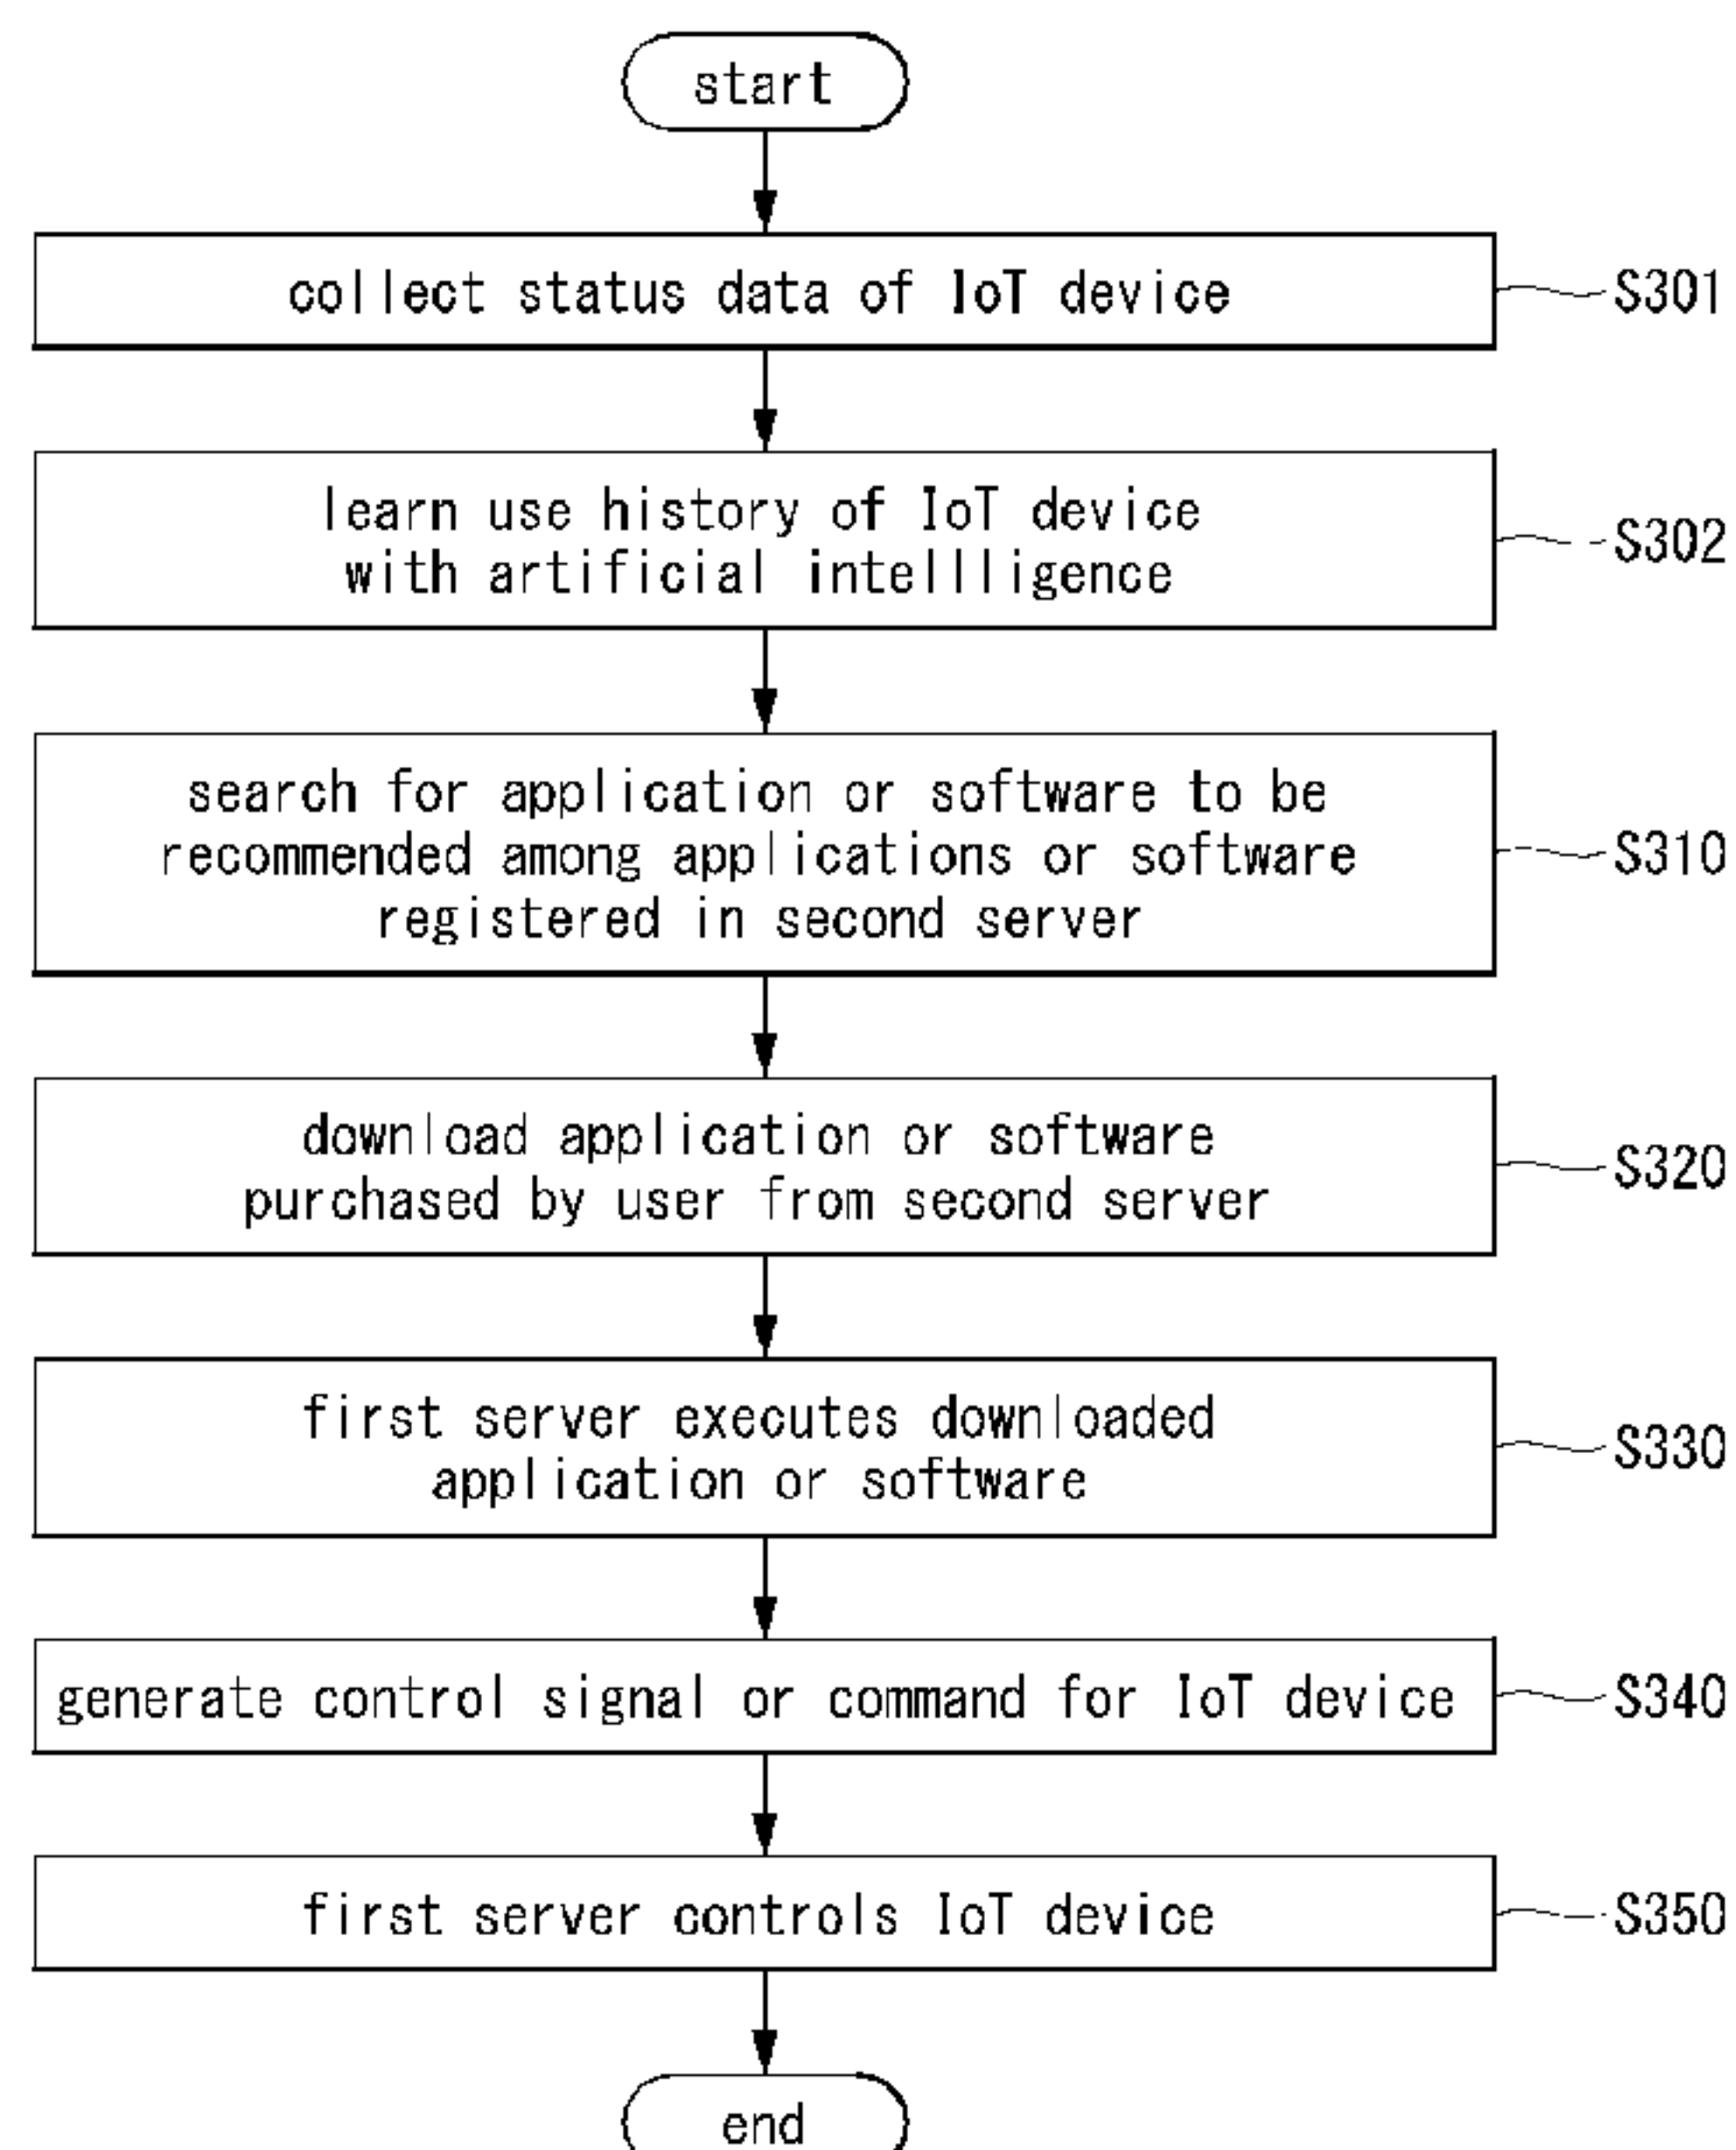 start
collect status data of IoT device
S301
learn use history of IoT device
with artificial intellligence
S302
search for application or software to be
recommended among applications or software
registered in second server
S310
download application or software
purchased by user from second server
S320
first server executes downloaded
application or software
S330
generate control signal or command for IoT device
S340
first server controls IoT device
S350
end